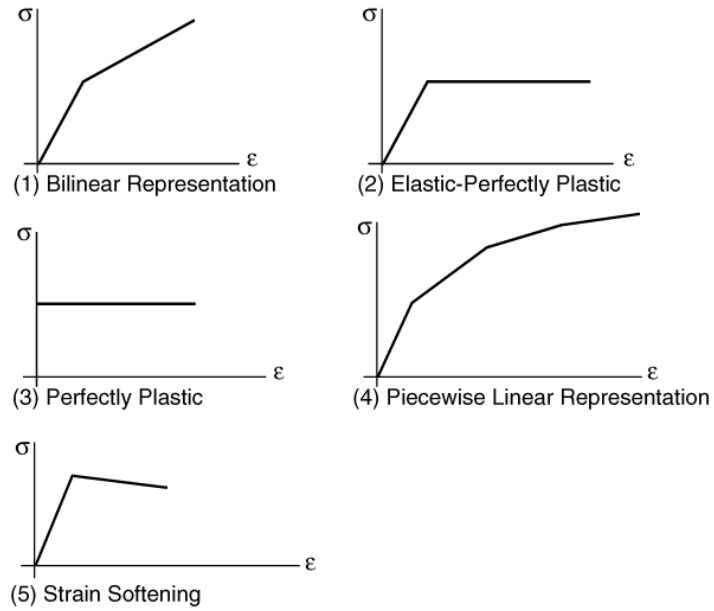 σ
ε
(1) Bilinear Representation
σ
ε
(2) Elastic-Perfectly Plastic
σ
ε
(3) Perfectly Plastic
σ
ε
(4) Piecewise Linear Representation
σ
ε
(5) Strain Softening